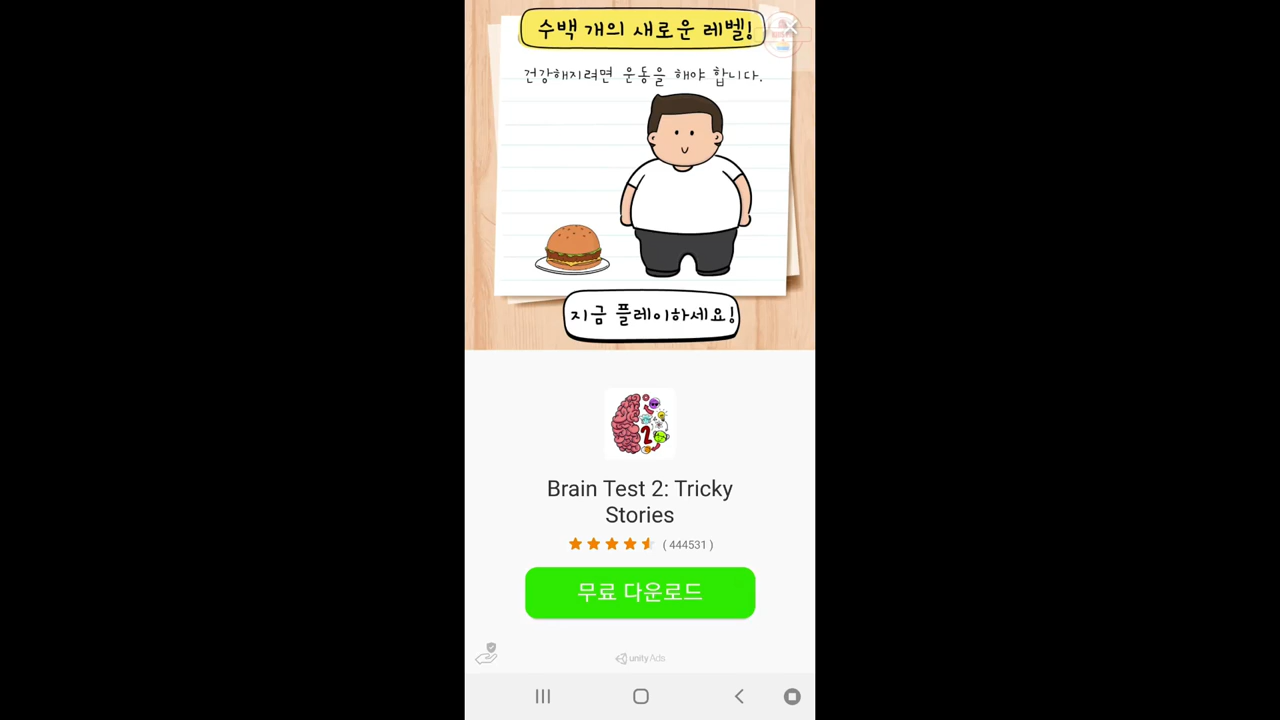 수백 개의 새로운 레벨!
건강해지려면 운동을 해야 합니다.
지금 플레이하세요!
2
Brain Test 2: Tricky
Stories
( 444531 )
무료 다운로드
unity Ads